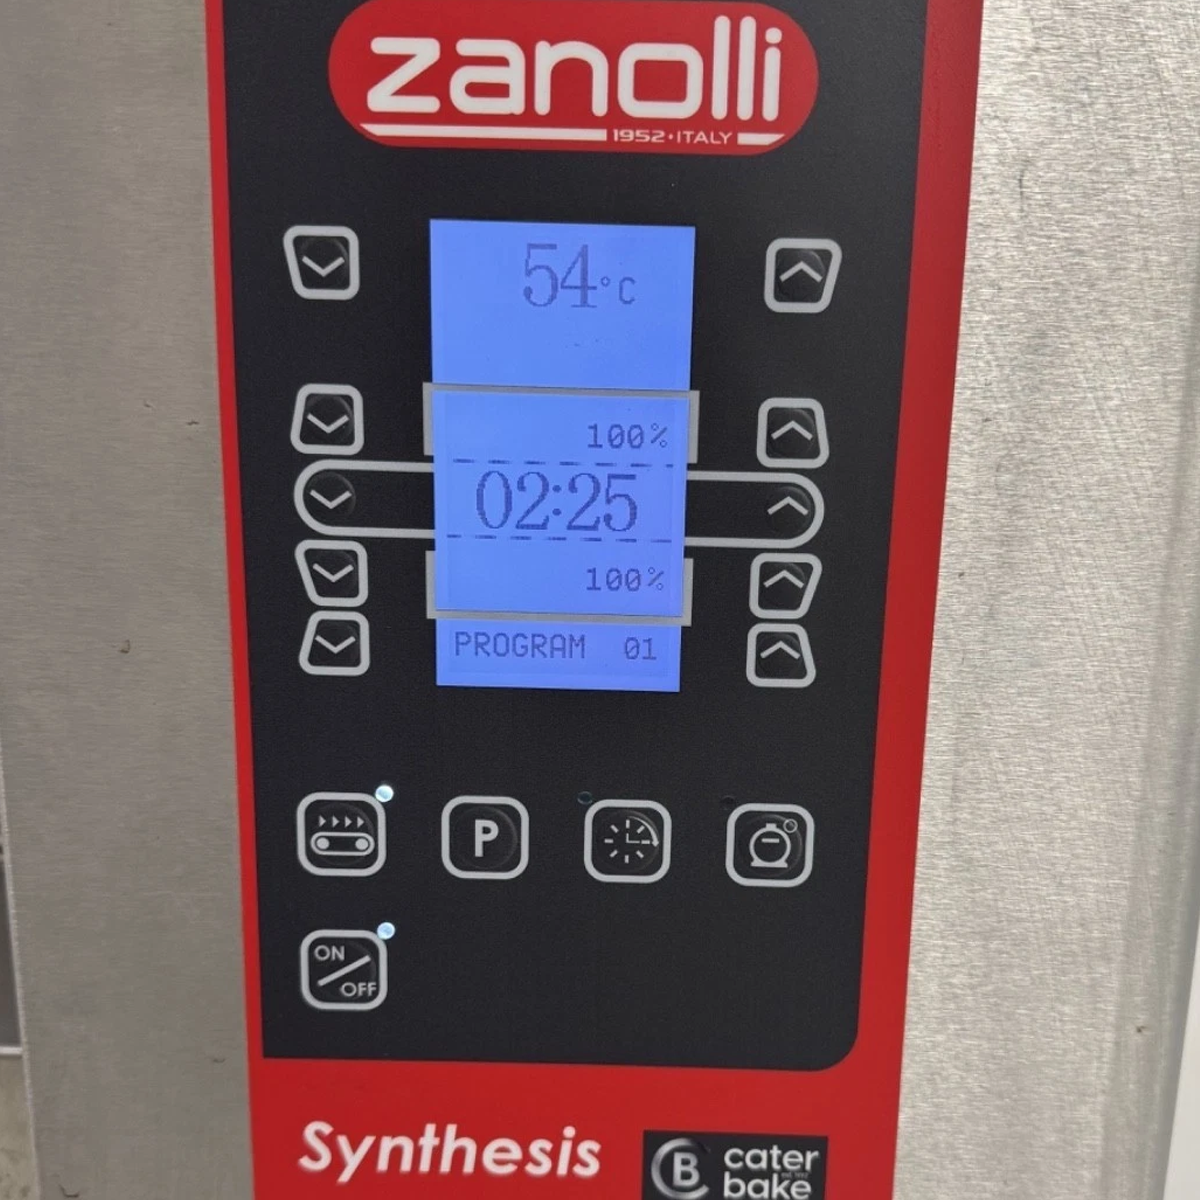 zanolli
1952·ITALY
54°C
100%
02:25
100%
PROGRAM 01
P
ON
OFF
Synthesis
B
cater
bake